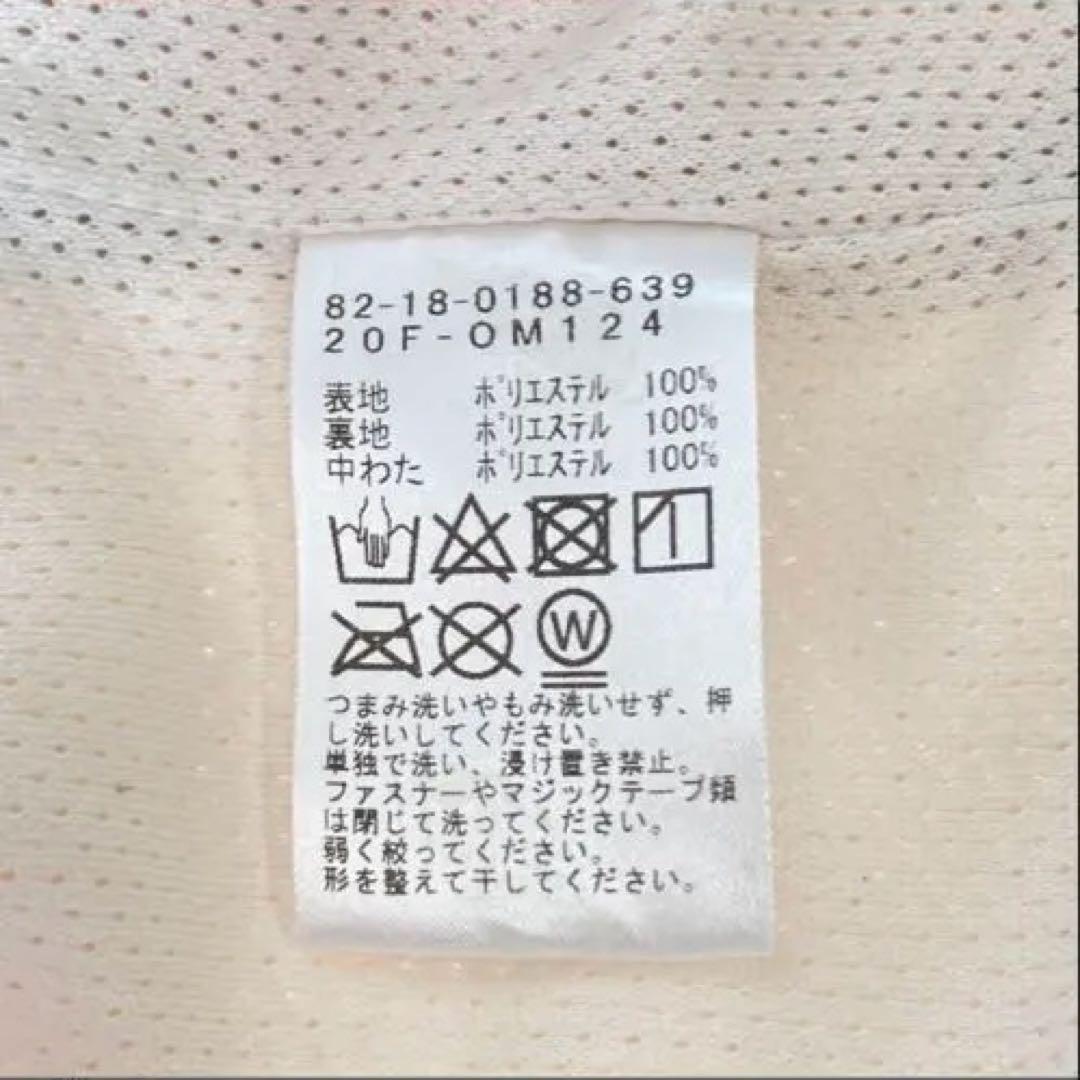 82-18-0188-639
20F-OM124
表地 ポリエステル 100%
裏地 ポリエステル 100%
中わた ポリエステル 100%
W
つまみ洗いやもみ洗いせず、押
し洗いしてください。
単独で洗い、浸け置き禁止。
ファスナーやマジックテープ類
は閉じて洗ってください。
弱く絞ってください。
形を整えて干してください。